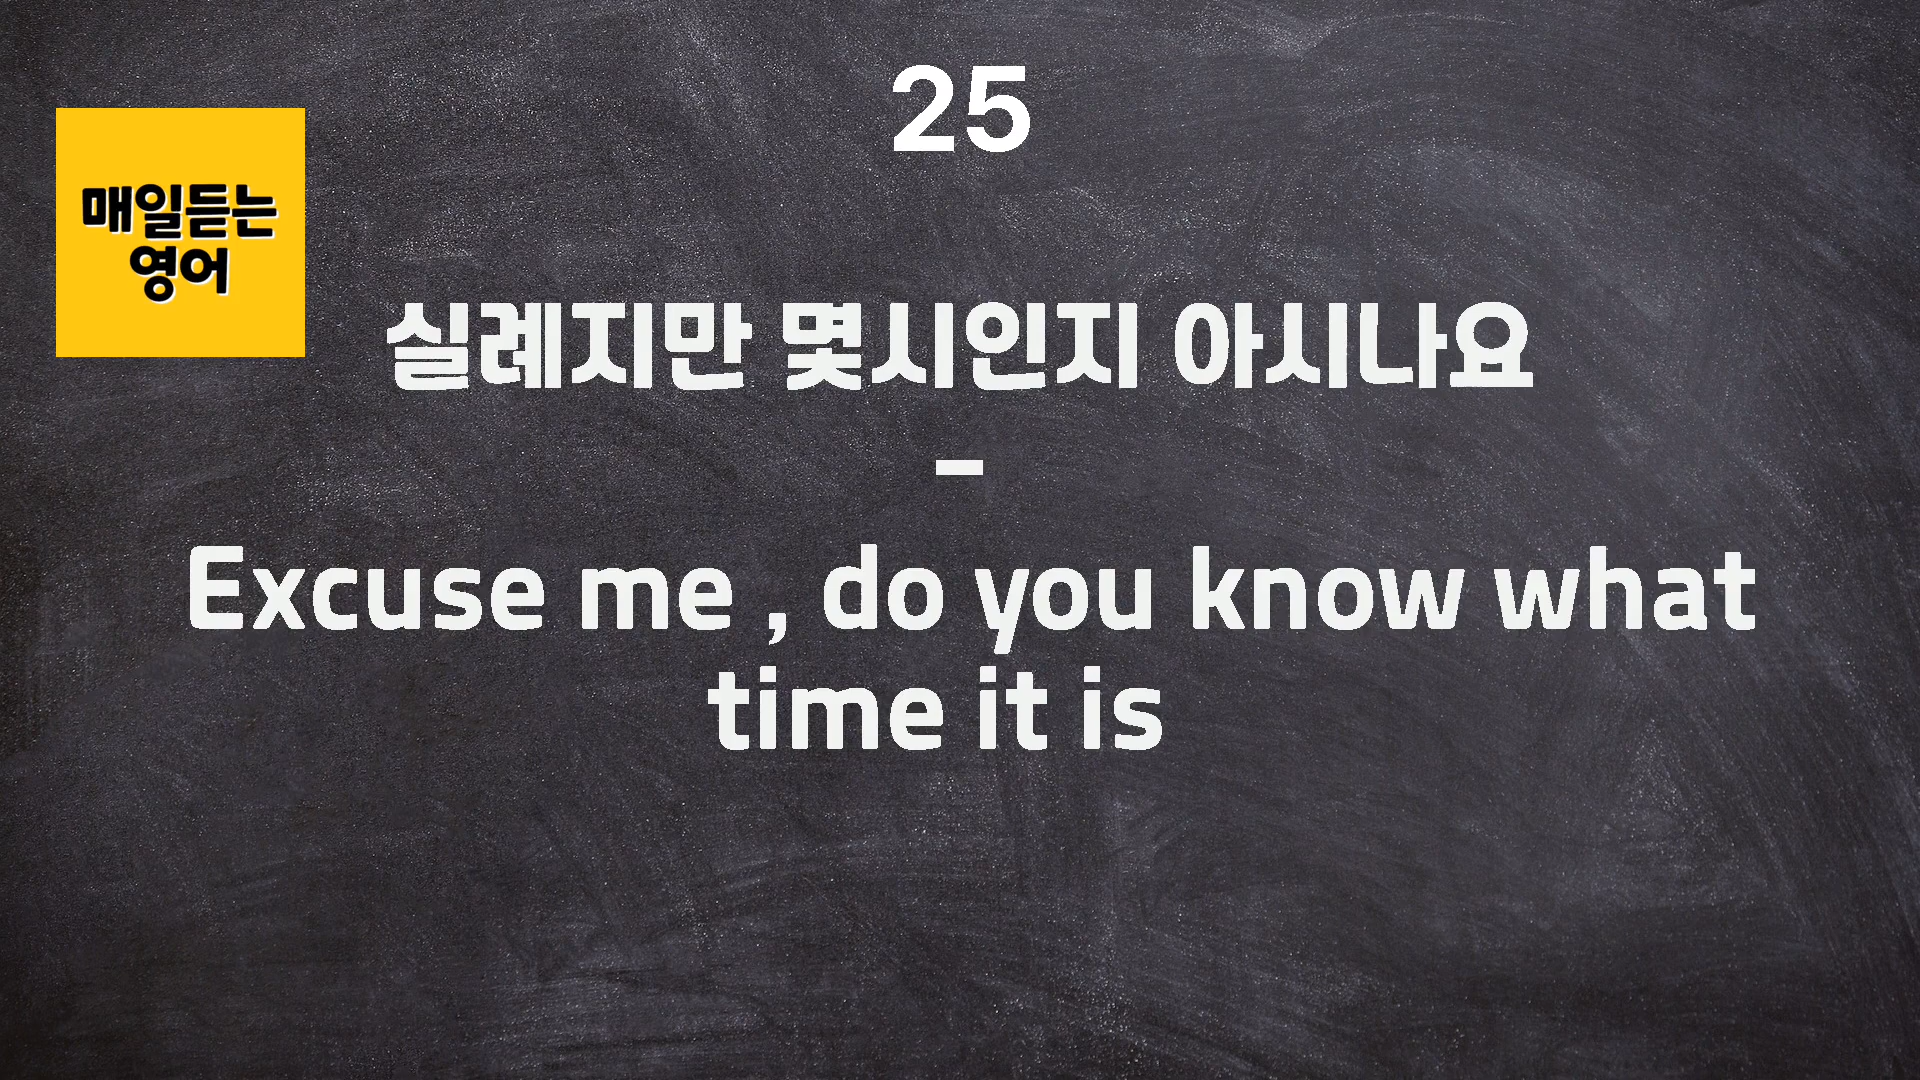 25
매일듣는
영어
실례지만 몇시인지 아시나요
-
Excuse me , do you know what
time it is